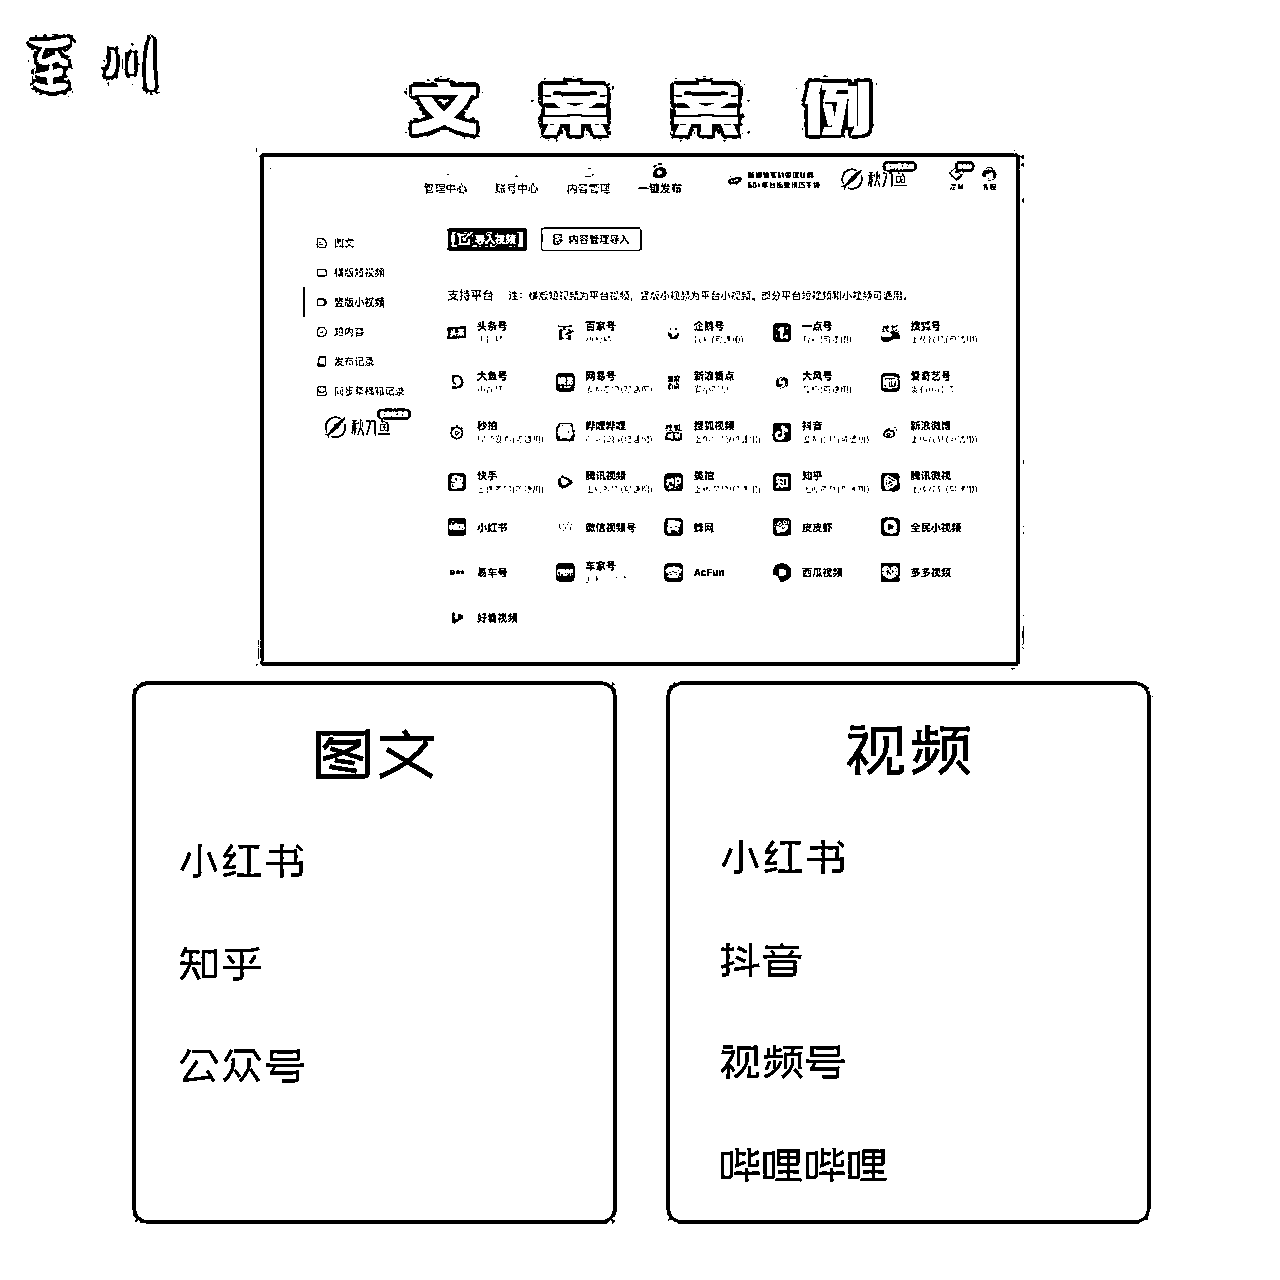 至 川
文 案 案 例
管理中心 账号中心 内容管理 一键发布 秋刀鱼
导入视频 内容管理导入
图文
横版短视频
竖版小视频
短内容
发布记录
秋刀鱼
支持平台 注：横版短视频为平台视频，竖版小视频为平台小视频。部分平台短视频和小视频可通用。
头条号 百家号 企鹅号 一点号 搜狐号
大鱼号 网易号 新浪看点 大风号 爱奇艺号
秒拍 哔哩哔哩 搜狐视频 抖音 新浪微博
快手 腾讯视频 美拍 知乎 腾讯微视
小红书 微信视频号 蜂网 皮皮虾 全民小视频
易车号 车家号 AcFun 西瓜视频 多多视频
好看视频
图文
小红书
知乎
公众号
视频
小红书
抖音
视频号
哔哩哔哩